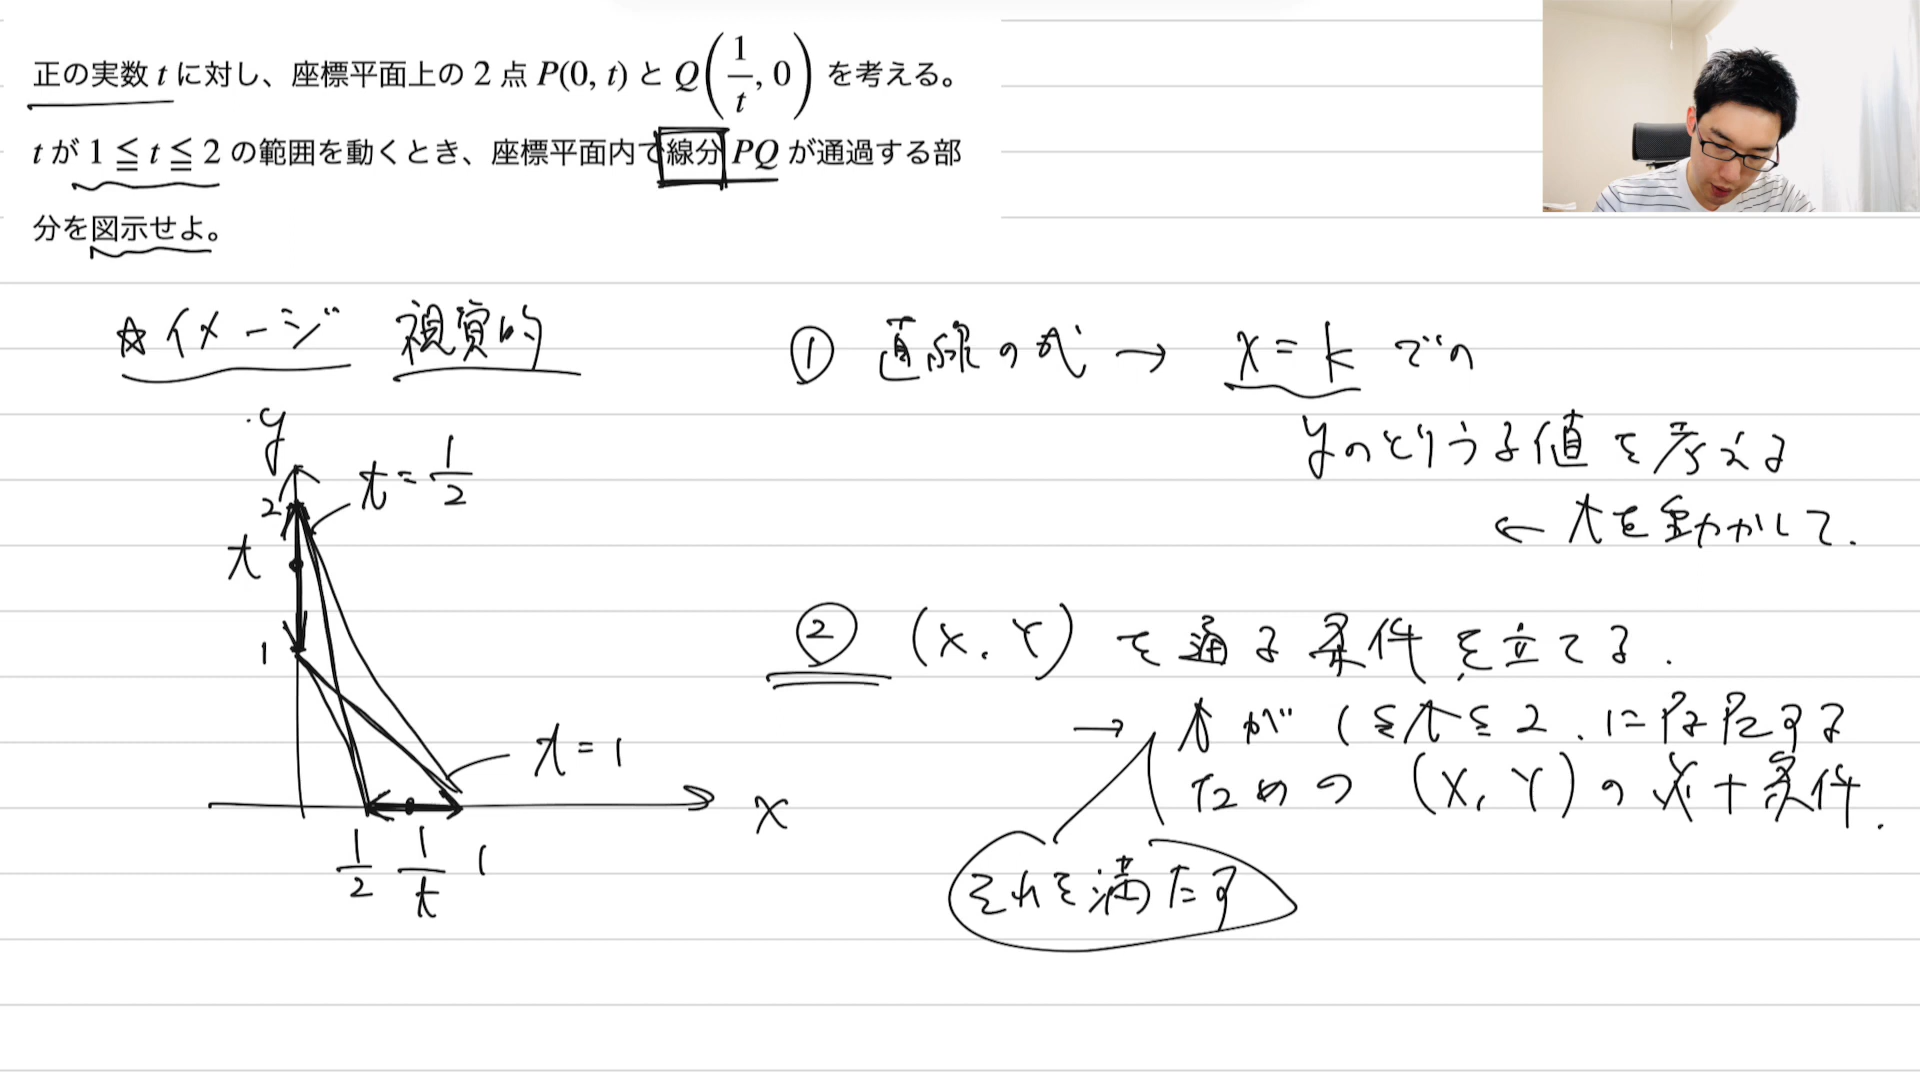 正の実数 t に対し、座標平面上の 2 点 P(0, t) と Q(1/t, 0) を考える。
t が 1 ≦ t ≦ 2 の範囲を動くとき、座標平面内で線分 PQ が通過する部
分を図示せよ。
☆イメージ 視覚的
y
2
t = 1/2
t
1
t = 1
x
1/2 1/t 1
① 直線の式 → x = k での
yのとりうる値を考える
← tを動かして.
② (X, Y) を通る条件を立てる.
→ tが 1≦t≦2 に存在する
ための (X, Y) の必十条件.
それを満たす